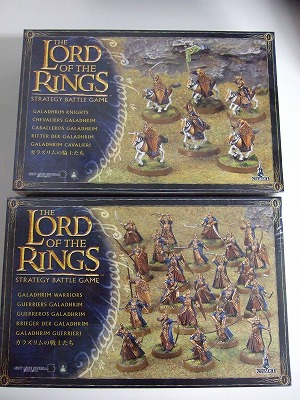 THE
LORD
OF THE
RINGS
STRATEGY BATTLE GAME
GALADHRIM KNIGHTS
CHEVALIERS GALADHRIM
CABALLEROS GALADHRIM
RITTER DER GALADHRIM
GALADHRIM CAVALIERI
ガラズリムの騎士たち
THE
LORD
OF THE
RINGS
STRATEGY BATTLE GAME
GALADHRIM WARRIORS
GUERRIERS GALADHRIM
GUERREROS GALADHRIM
KRIEGER DER GALADHRIM
GALADHRIM GUERRIERI
ガラズリムの戦士たち